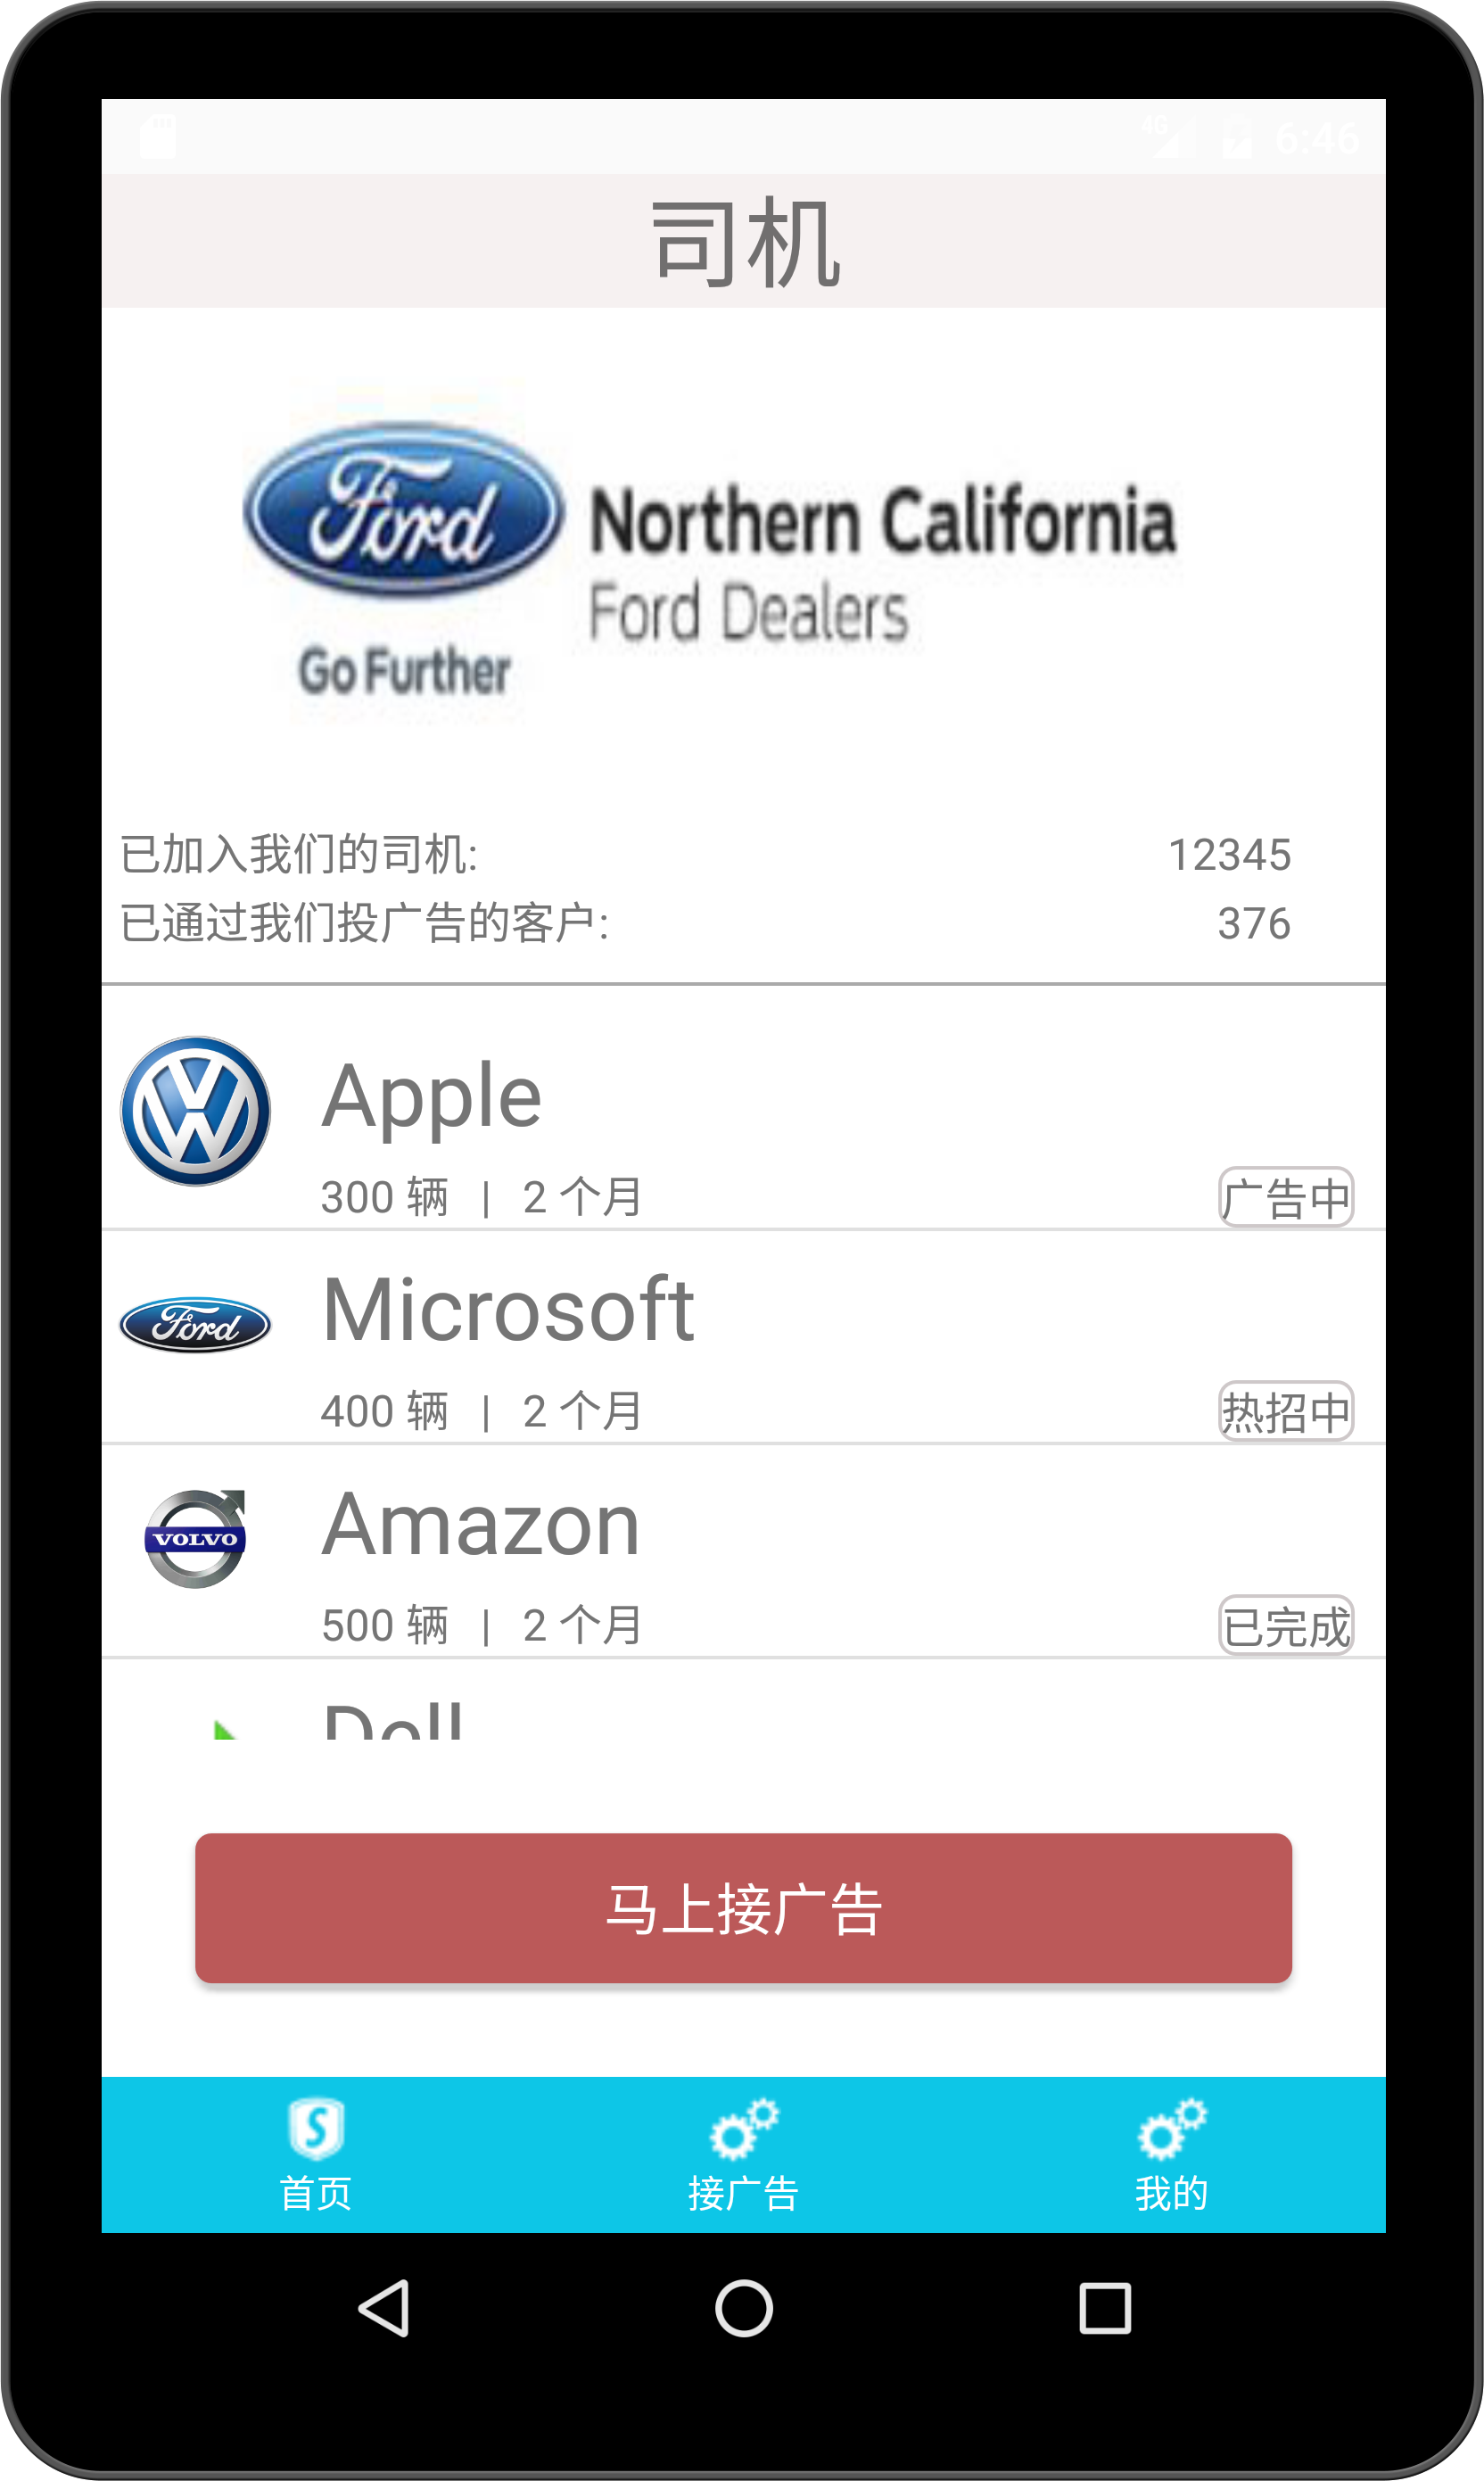 4G 6:46
司机
Ford
Northern California
Ford Dealers
Go Further
已加入我们的司机: 12345
已通过我们投广告的客户: 376
Apple
300 辆 | 2 个月 广告中
Ford
Microsoft
400 辆 | 2 个月 热招中
VOLVO
Amazon
500 辆 | 2 个月 已完成
Dell
马上接广告
首页 接广告 我的